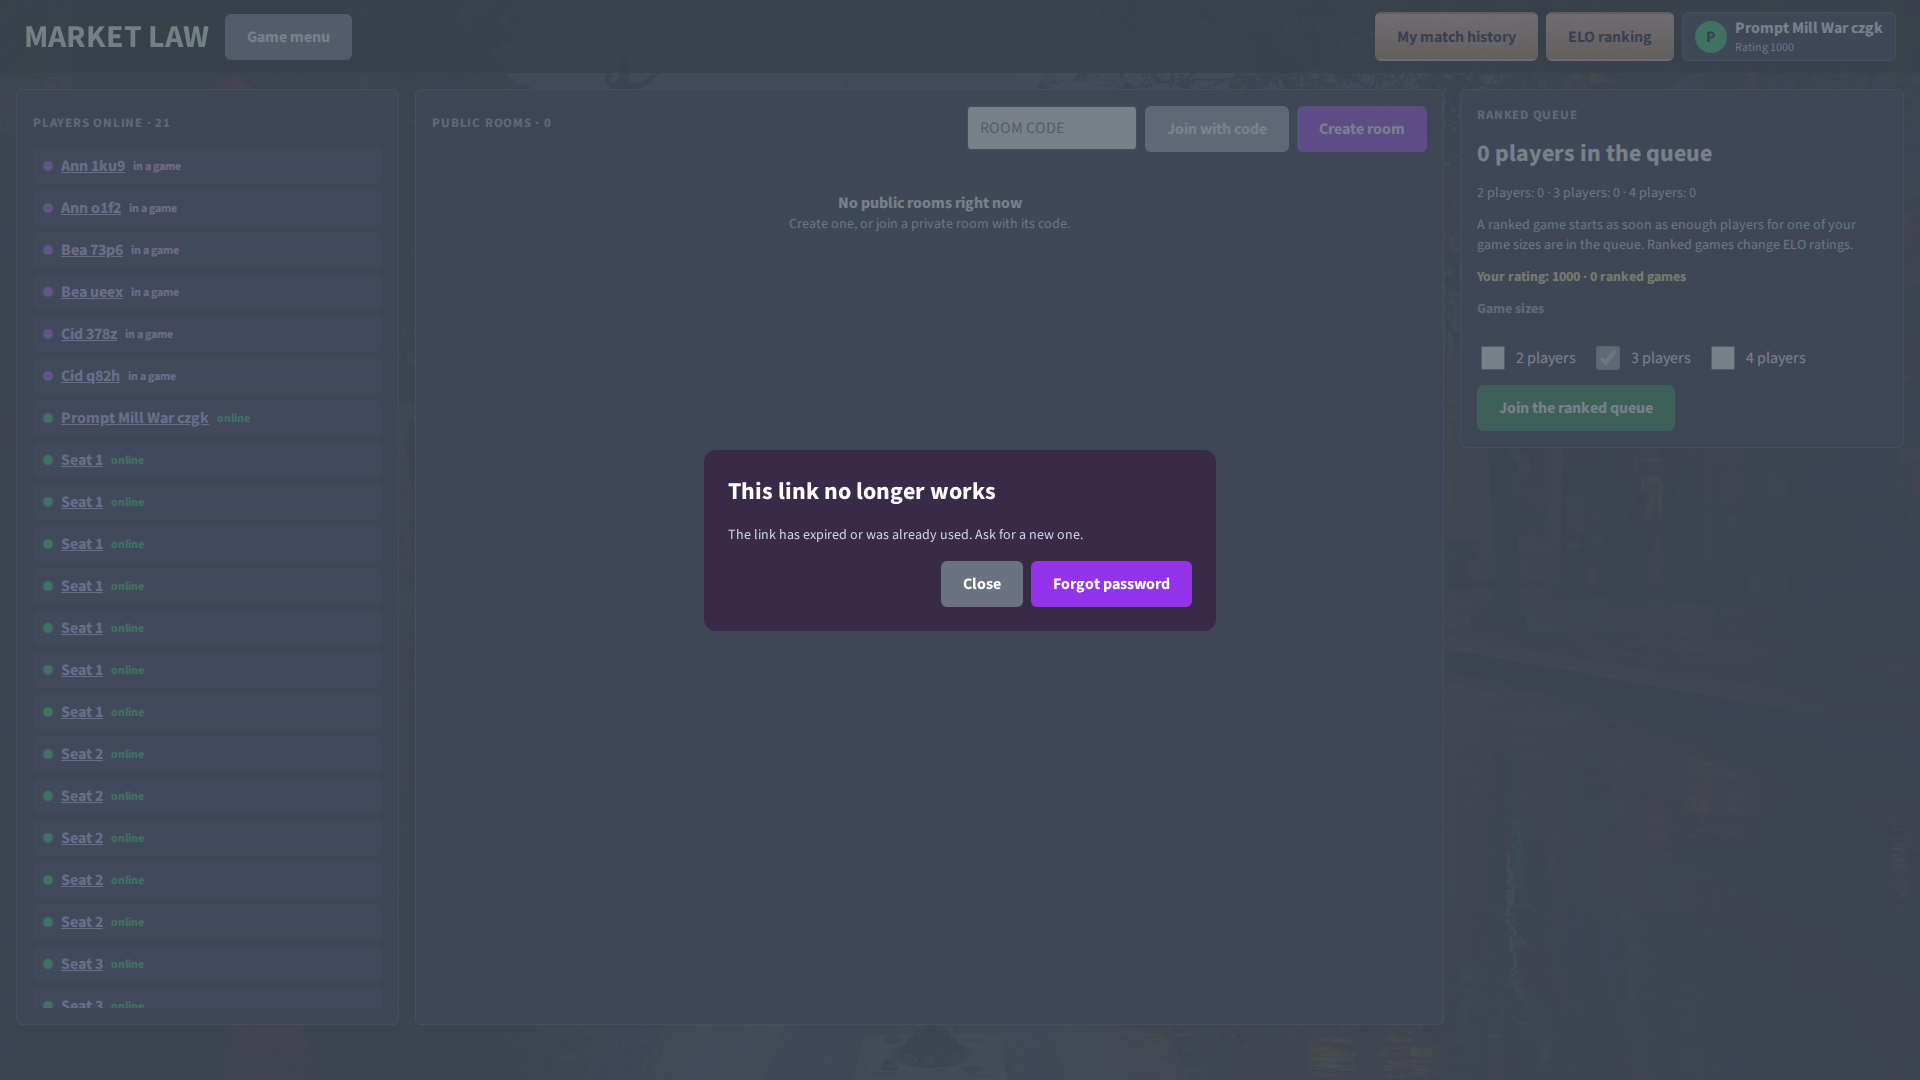 MARKET LAW
Game menu
My match history
ELO ranking
P
Prompt Mill War czgk
Rating 1000
PLAYERS ONLINE · 21
Ann 1ku9 in a game
Ann o1f2 in a game
Bea 73p6 in a game
Bea ueex in a game
Cid 378z in a game
Cid q82h in a game
Prompt Mill War czgk online
Seat 1 online
Seat 1 online
Seat 1 online
Seat 1 online
Seat 1 online
Seat 1 online
Seat 1 online
Seat 2 online
Seat 2 online
Seat 2 online
Seat 2 online
Seat 2 online
Seat 3 online
Seat 3 online
PUBLIC ROOMS · 0
ROOM CODE
Join with code
Create room
No public rooms right now
Create one, or join a private room with its code.
This link no longer works
The link has expired or was already used. Ask for a new one.
Close
Forgot password
RANKED QUEUE
0 players in the queue
2 players: 0 · 3 players: 0 · 4 players: 0
A ranked game starts as soon as enough players for one of your
game sizes are in the queue. Ranked games change ELO ratings.
Your rating: 1000 · 0 ranked games
Game sizes
2 players
3 players
4 players
Join the ranked queue